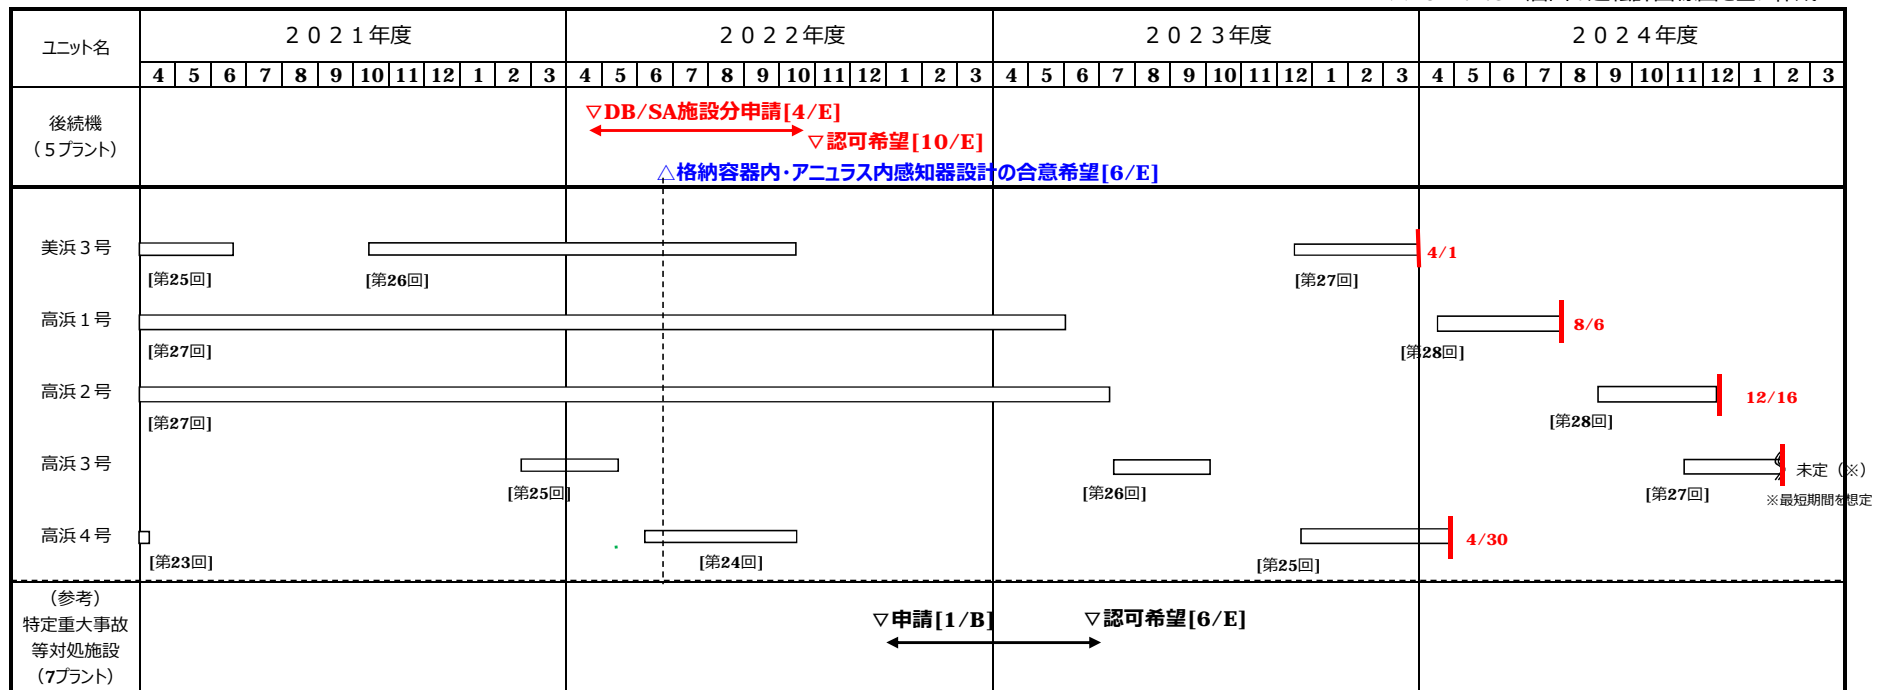 ユニット名
２０２１年度
２０２２年度
２０２３年度
２０２４年度
4 5 6 7 8 9 10 11 12 1 2 3 4 5 6 7 8 9 10 11 12 1 2 3 4 5 6 7 8 9 10 11 12 1 2 3 4 5 6 7 8 9 10 11 12 1 2 3
後続機
（５プラント）
▽DB/SA施設分申請[4/E]
▽認可希望[10/E]
△格納容器内・アニュラス内感知器設計の合意希望[6/E]
美浜３号
4/1
[第25回]
[第26回]
[第27回]
高浜１号
8/6
[第27回]
[第28回]
高浜２号
12/16
[第27回]
[第28回]
高浜３号
未定（※）
[第25回]
[第26回]
[第27回]
※最短期間を想定
高浜４号
4/30
[第23回]
[第24回]
[第25回]
（参考）
特定重大事故
等対処施設
（7プラント）
▽申請[1/B]
▽認可希望[6/E]